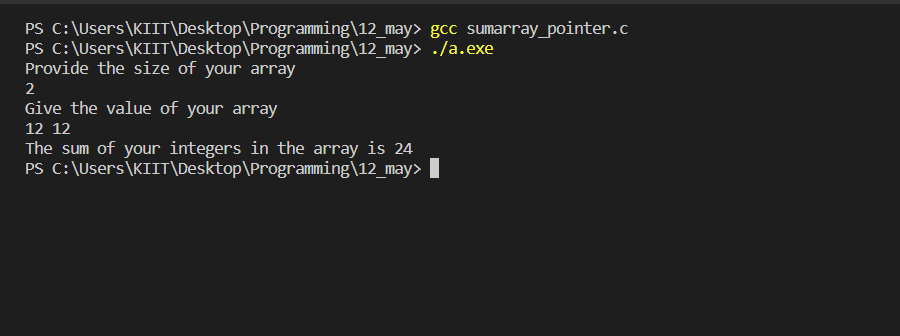 PS C:\Users\KIIT\Desktop\Programming\12_may> gcc sumarray_pointer.c
PS C:\Users\KIIT\Desktop\Programming\12_may> ./a.exe
Provide the size of your array
2
Give the value of your array
12 12
The sum of your integers in the array is 24
PS C:\Users\KIIT\Desktop\Programming\12_may>